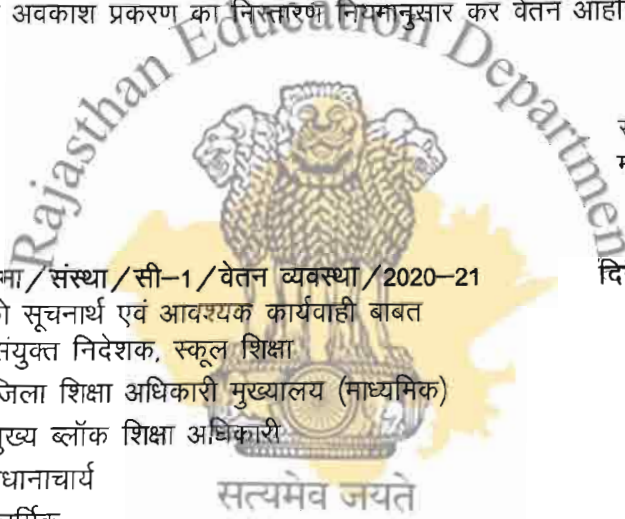 अवकाश प्रकरण का निस्तारण नियमानुसार कर वेतन आहरि
Rajasthan Education Department
मा/संस्था/सी–1/वेतन व्यवस्था/2020–21 दि
सूचनार्थ एवं आवश्यक कार्यवाही बाबत
संयुक्त निदेशक, स्कूल शिक्षा
जिला शिक्षा अधिकारी मुख्यालय (माध्यमिक)
मुख्य ब्लॉक शिक्षा अधिकारी
धानाचार्य
सत्यमेव जयते